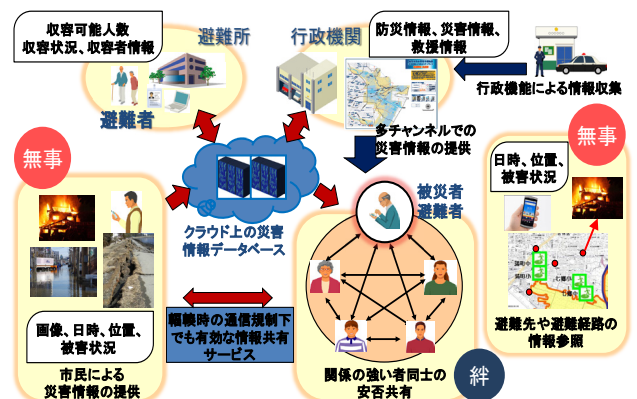 収容可能人数
収容状況、収容者情報
避難所
避難者
行政機関
防災情報、災害情報、
救援情報
行政機能による情報収集
多チャンネルでの
災害情報の提供
無事
無事
クラウド上の災害
情報データベース
被災者
避難者
日時、位置、
被害状況
画像、日時、位置、
被害状況
市民による
災害情報の提供
輻輳時の通信規制下
でも有効な情報共有
サービス
関係の強い者同士の
安否共有
絆
避難先や避難経路の
情報参照